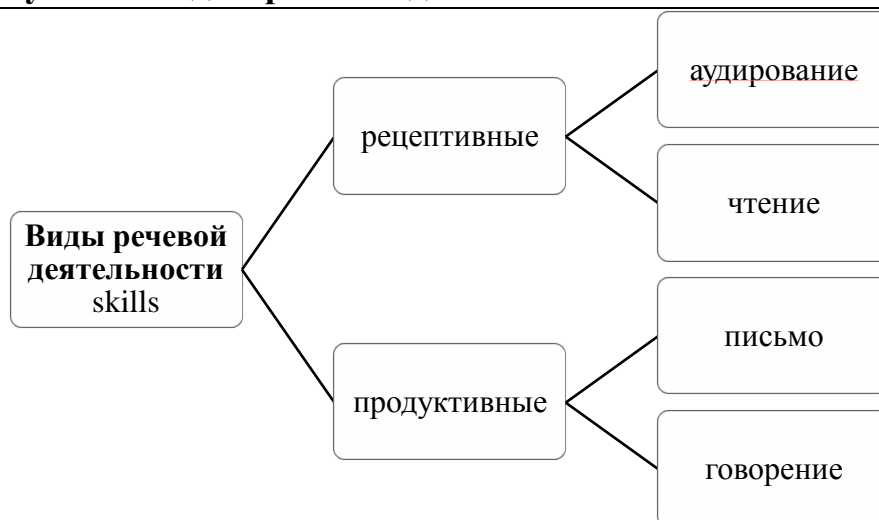 Виды речевой
деятельности
skills
рецептивные
аудирование
чтение
продуктивные
письмо
говорение